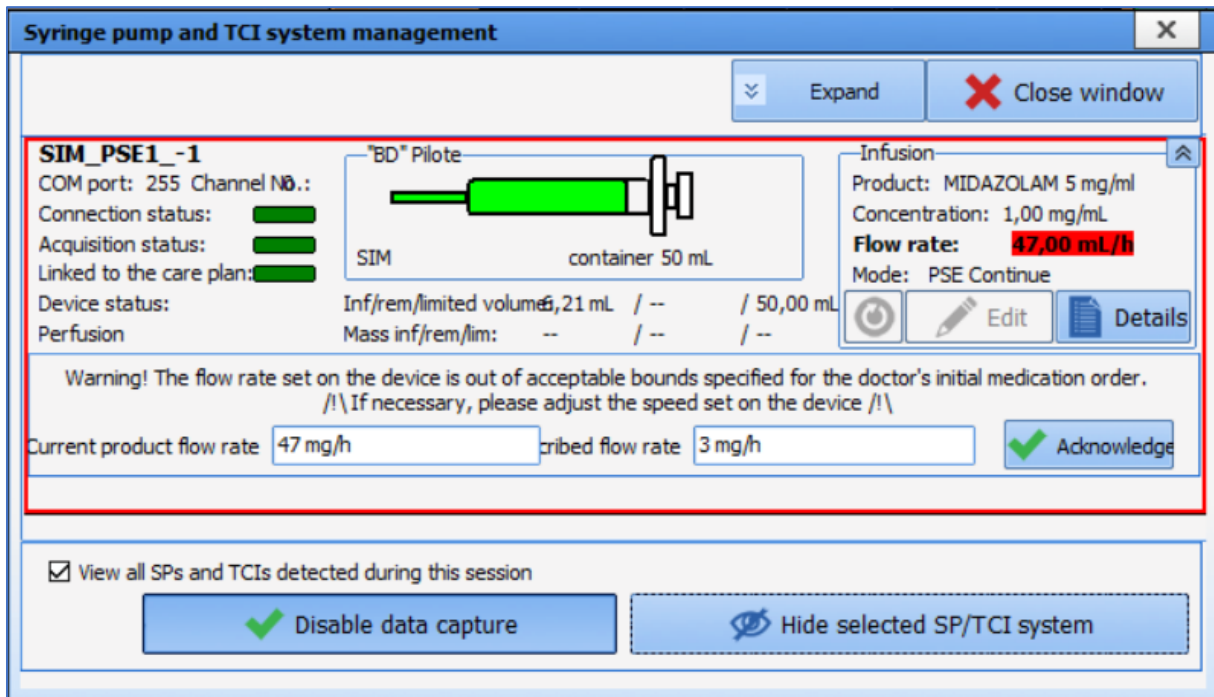 Syringe pump and TCI system management
Expand
Close window
SIM_PSE1_-1
COM port: 255 Channel No.:
"BD" Pilote
Infusion
Connection status:
Product: MIDAZOLAM 5 mg/ml
Acquisition status:
Concentration: 1,00 mg/mL
Linked to the care plan:
SIM container 50 mL
Flow rate: 47,00 mL/h
Mode: PSE Continue
Device status:
Inf/rem/limited volume 6,21 mL / -- / 50,00 mL
Perfusion
Mass inf/rem/lim: -- / -- / --
Edit
Details
Warning! The flow rate set on the device is out of acceptable bounds specified for the doctor's initial medication order.
/!\ If necessary, please adjust the speed set on the device /!\
Current product flow rate 47 mg/h cribed flow rate 3 mg/h Acknowledge
View all SPs and TCIs detected during this session
Disable data capture
Hide selected SP/TCI system